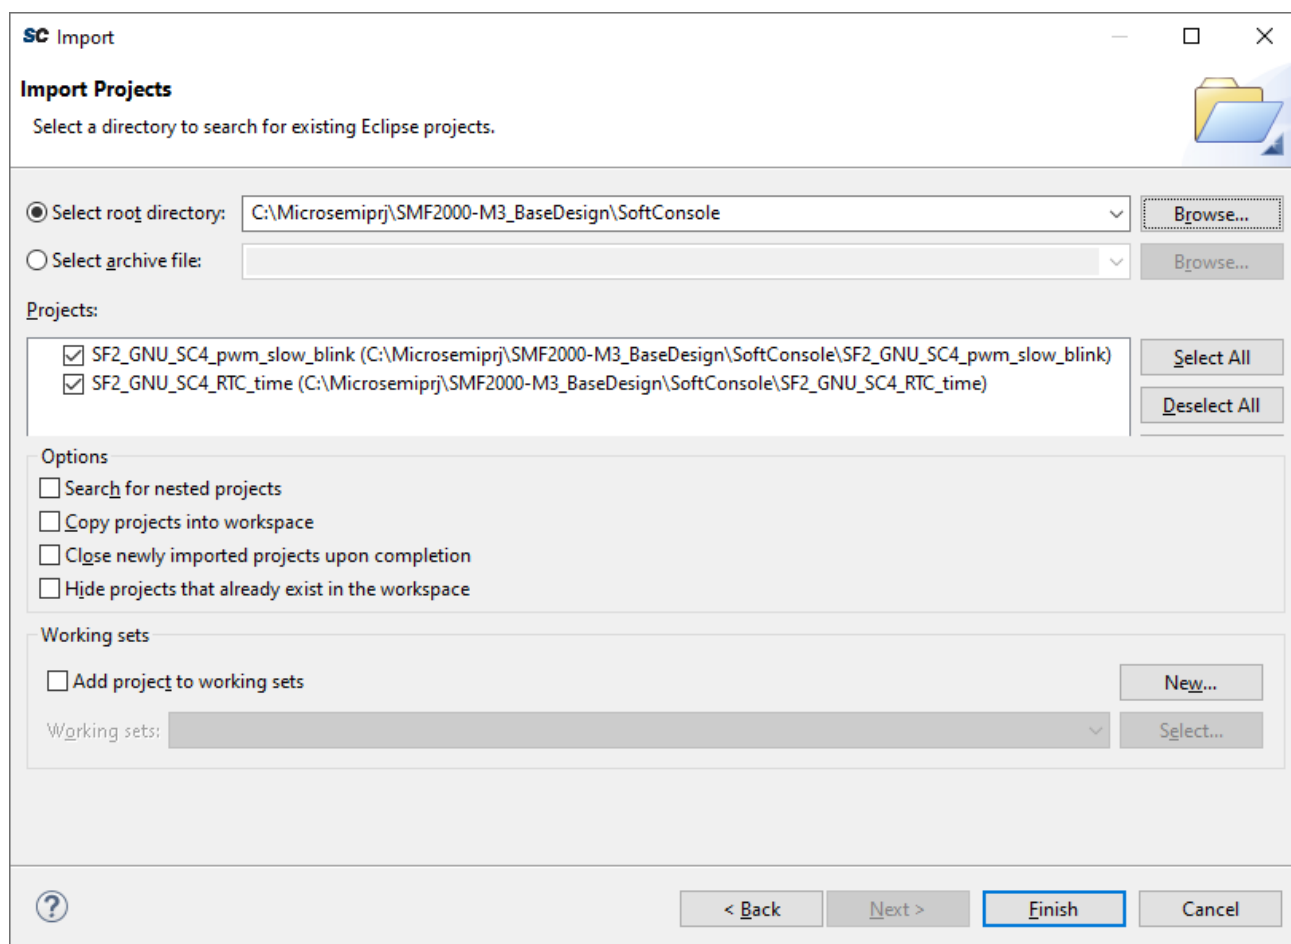 SC Import
Import Projects
Select a directory to search for existing Eclipse projects.
Select root directory: C:\Microsemiprj\SMF2000-M3_BaseDesign\SoftConsole Browse...
Select archive file: Browse...
Projects:
SF2_GNU_SC4_pwm_slow_blink (C:\Microsemiprj\SMF2000-M3_BaseDesign\SoftConsole\SF2_GNU_SC4_pwm_slow_blink) Select All
SF2_GNU_SC4_RTC_time (C:\Microsemiprj\SMF2000-M3_BaseDesign\SoftConsole\SF2_GNU_SC4_RTC_time)
Deselect All
Options
Search for nested projects
Copy projects into workspace
Close newly imported projects upon completion
Hide projects that already exist in the workspace
Working sets
Add project to working sets New...
Working sets: Select...
? < Back Next > Finish Cancel